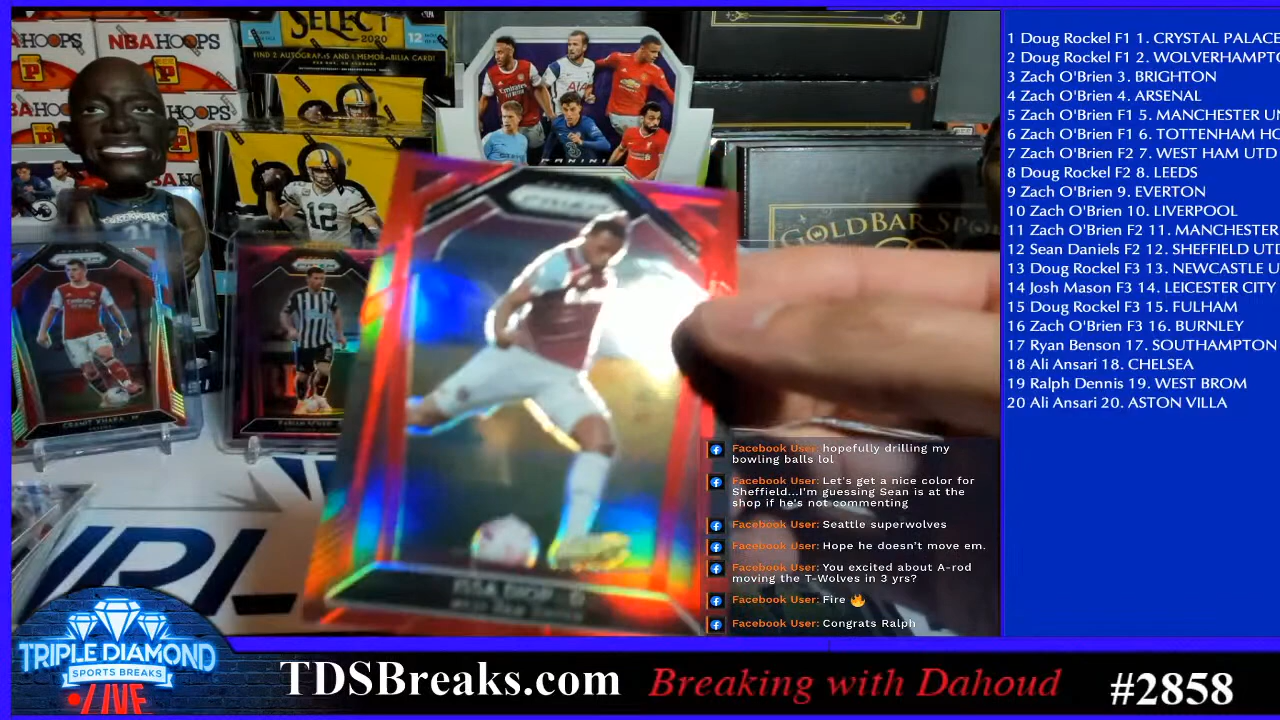 HOOPS
NBA HOOPS
SELECT
2020
12
FIND 2 AUTOGRAPHS AND 1 MEMORABILIA CARD!
PANINI
12
GOLDBAR SPO
PRIZM
GRANIT XHAKA
ISSA DIOP - D
WEST HAM UNITED
1 Doug Rockel F1 1. CRYSTAL PALACE
2 Doug Rockel F1 2. WOLVERHAMPTO
3 Zach O'Brien 3. BRIGHTON
4 Zach O'Brien 4. ARSENAL
5 Zach O'Brien F1 5. MANCHESTER UN
6 Zach O'Brien F1 6. TOTTENHAM HO
7 Zach O'Brien F2 7. WEST HAM UTD
8 Doug Rockel F2 8. LEEDS
9 Zach O'Brien 9. EVERTON
10 Zach O'Brien 10. LIVERPOOL
11 Zach O'Brien F2 11. MANCHESTER
12 Sean Daniels F2 12. SHEFFIELD UTD
13 Doug Rockel F3 13. NEWCASTLE U
14 Josh Mason F3 14. LEICESTER CITY
15 Doug Rockel F3 15. FULHAM
16 Zach O'Brien F3 16. BURNLEY
17 Ryan Benson 17. SOUTHAMPTON
18 Ali Ansari 18. CHELSEA
19 Ralph Dennis 19. WEST BROM
20 Ali Ansari 20. ASTON VILLA
Facebook User: hopefully drilling my
bowling balls lol
Facebook User: Let's get a nice color for
Sheffield...I'm guessing Sean is at the
shop if he's not commenting
Facebook User: Seattle superwolves
Facebook User: Hope he doesn't move em.
Facebook User: You excited about A-rod
moving the T-Wolves in 3 yrs?
Facebook User: Fire 🔥
Facebook User: Congrats Ralph
TRIPLE DIAMOND
SPORTS BREAKS
LIVE
TDSBreaks.com
Breaking with Dahoud
#2858